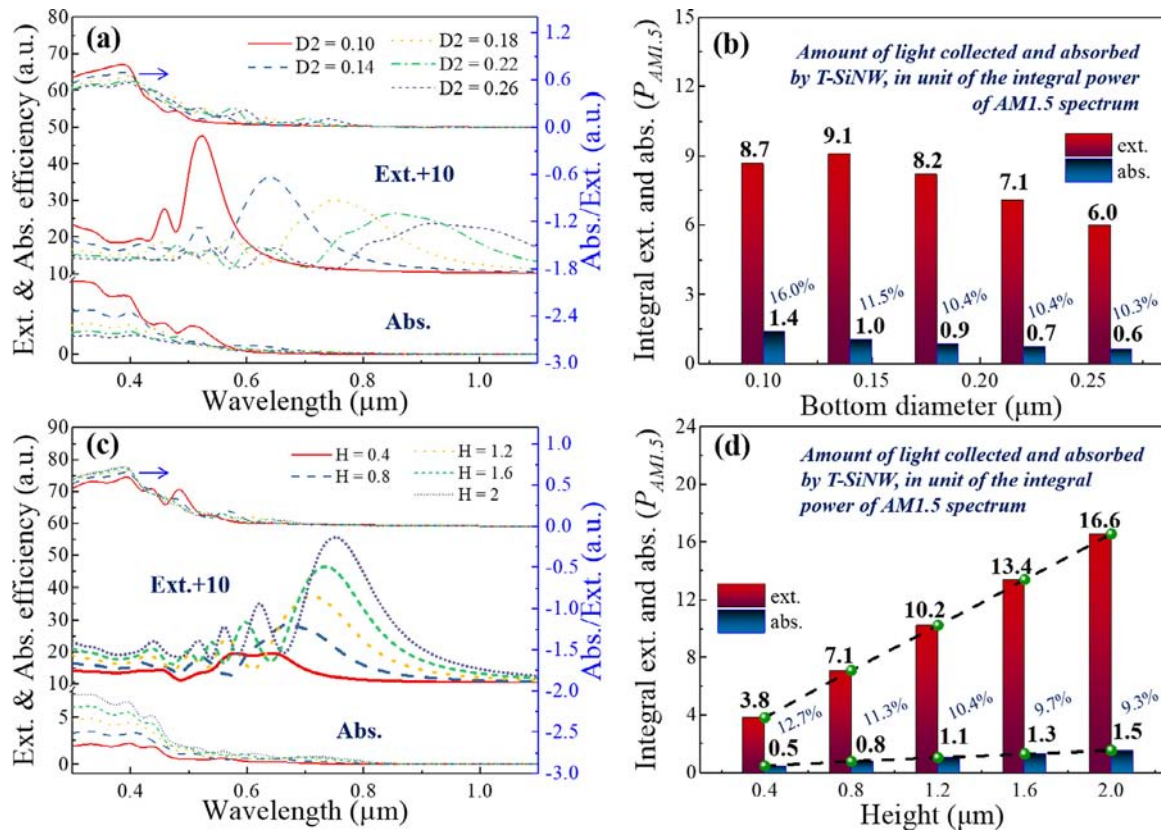 (a)
D2 = 0.10
D2 = 0.14
D2 = 0.18
D2 = 0.22
D2 = 0.26
Ext.+10
Abs.
Ext. & Abs. efficiency (a.u.)
80
70
60
50
40
30
20
10
0
Abs./Ext. (a.u.)
1.2
0.6
0.0
-0.6
-1.2
-1.8
-2.4
-3.0
0.4
0.6
0.8
1.0
Wavelength (µm)
(b)
Amount of light collected and absorbed
by T-SiNW, in unit of the integral power
of AM1.5 spectrum
ext.
abs.
Integral ext. and abs. (P_AM1.5)
15
12
9
6
3
0
8.7
9.1
8.2
7.1
6.0
16.0%
11.5%
10.4%
10.4%
10.3%
1.4
1.0
0.9
0.7
0.6
0.10
0.15
0.20
0.25
Bottom diameter (µm)
(c)
H = 0.4
H = 0.8
H = 1.2
H = 1.6
H = 2
Ext.+10
Abs.
Ext. & Abs. efficiency (a.u.)
90
80
70
60
50
40
30
20
10
5
0
Abs./Ext. (a.u.)
1.0
0.5
0.0
-0.5
-1.0
-1.5
-2.0
-2.5
-3.0
0.4
0.6
0.8
1.0
Wavelength (µm)
(d)
Amount of light collected and absorbed
by T-SiNW, in unit of the integral
power of AM1.5 spectrum
ext.
abs.
Integral ext. and abs. (P_AM1.5)
24
20
16
12
8
4
0
3.8
7.1
10.2
13.4
16.6
12.7%
11.3%
10.4%
9.7%
9.3%
0.5
0.8
1.1
1.3
1.5
0.4
0.8
1.2
1.6
2.0
Height (µm)